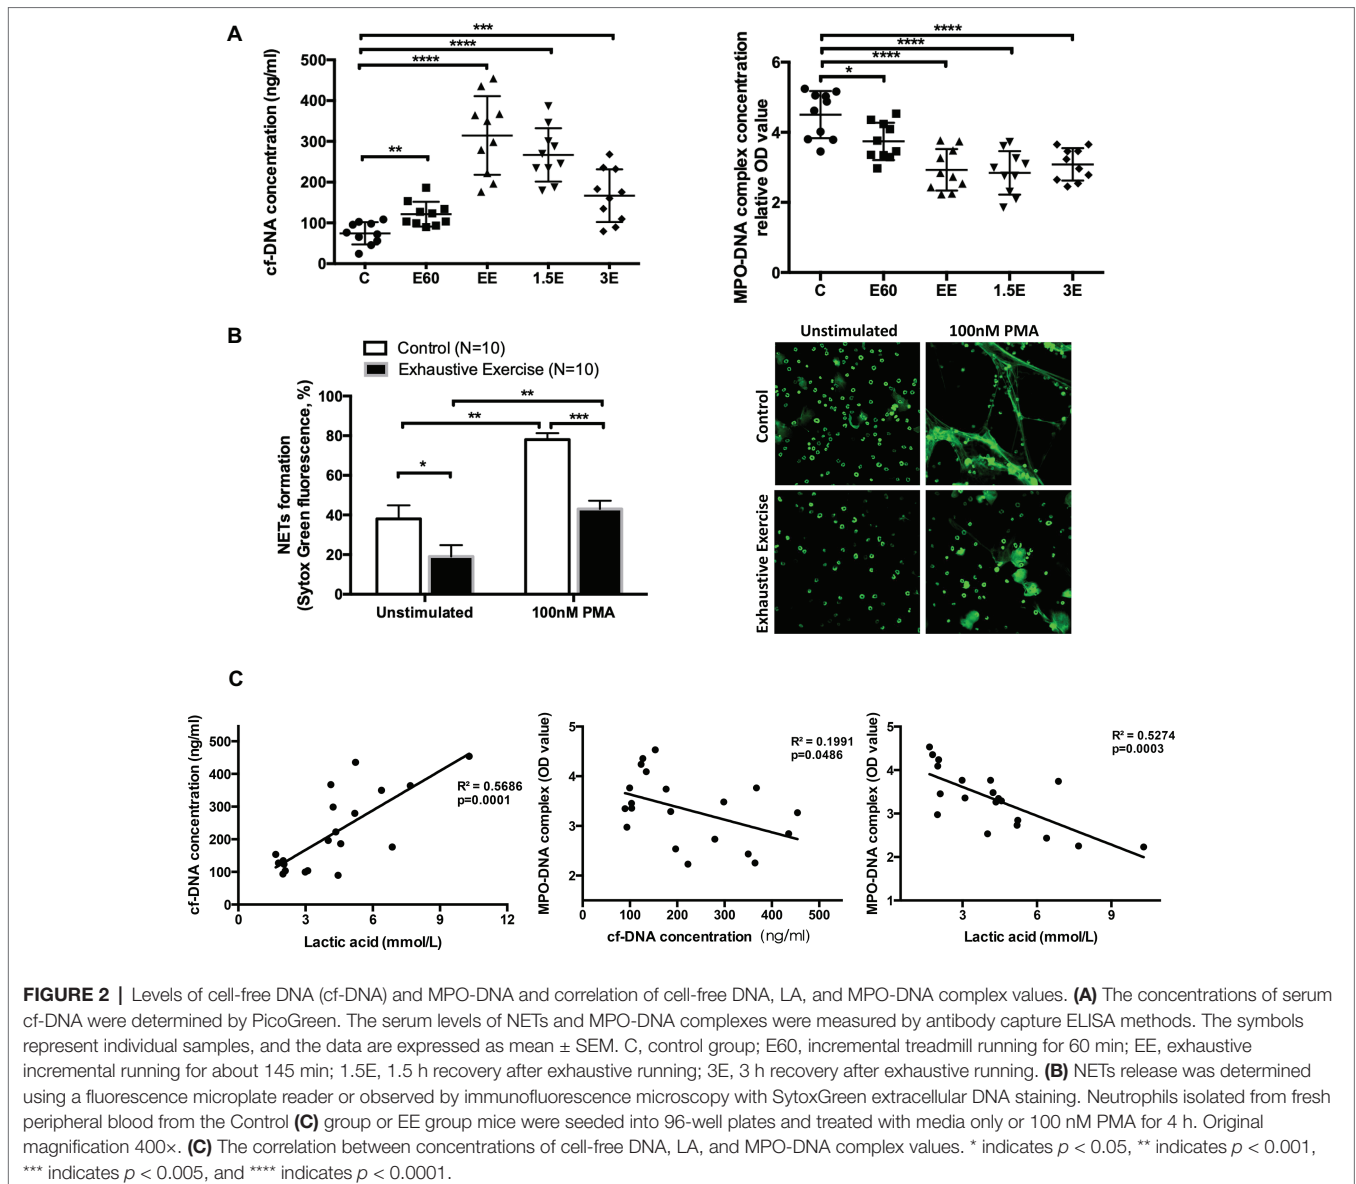 A
cf-DNA concentration (ng/ml)
500
400
300
200
100
0
***
****
****
**
C E60 EE 1.5E 3E
MPO-DNA complex concentration
relative OD value
6
4
2
0
****
****
****
*
C E60 EE 1.5E 3E
B
Control (N=10)
Exhaustive Exercise (N=10)
NETs formation
(Sytox Green fluorescence, %)
100
80
60
40
20
0
**
**
***
*
Unstimulated 100nM PMA
Unstimulated 100nM PMA
Control
Exhaustive Exercise
C
cf-DNA concentration (ng/ml)
500
400
300
200
100
0
R² = 0.5686
p=0.0001
0 3 6 9 12
Lactic acid (mmol/L)
MPO-DNA complex (OD value)
5
4
3
2
R² = 0.1991
p=0.0486
0 100 200 300 400 500
cf-DNA concentration (ng/ml)
MPO-DNA complex (OD value)
5
4
3
2
1
R² = 0.5274
p=0.0003
3 6 9
Lactic acid (mmol/L)
FIGURE 2 | Levels of cell-free DNA (cf-DNA) and MPO-DNA and correlation of cell-free DNA, LA, and MPO-DNA complex values. (A) The concentrations of serum
cf-DNA were determined by PicoGreen. The serum levels of NETs and MPO-DNA complexes were measured by antibody capture ELISA methods. The symbols
represent individual samples, and the data are expressed as mean ± SEM. C, control group; E60, incremental treadmill running for 60 min; EE, exhaustive
incremental running for about 145 min; 1.5E, 1.5 h recovery after exhaustive running; 3E, 3 h recovery after exhaustive running. (B) NETs release was determined
using a fluorescence microplate reader or observed by immunofluorescence microscopy with SytoxGreen extracellular DNA staining. Neutrophils isolated from fresh
peripheral blood from the Control (C) group or EE group mice were seeded into 96-well plates and treated with media only or 100 nM PMA for 4 h. Original
magnification 400×. (C) The correlation between concentrations of cell-free DNA, LA, and MPO-DNA complex values. * indicates p < 0.05, ** indicates p < 0.001,
*** indicates p < 0.005, and **** indicates p < 0.0001.